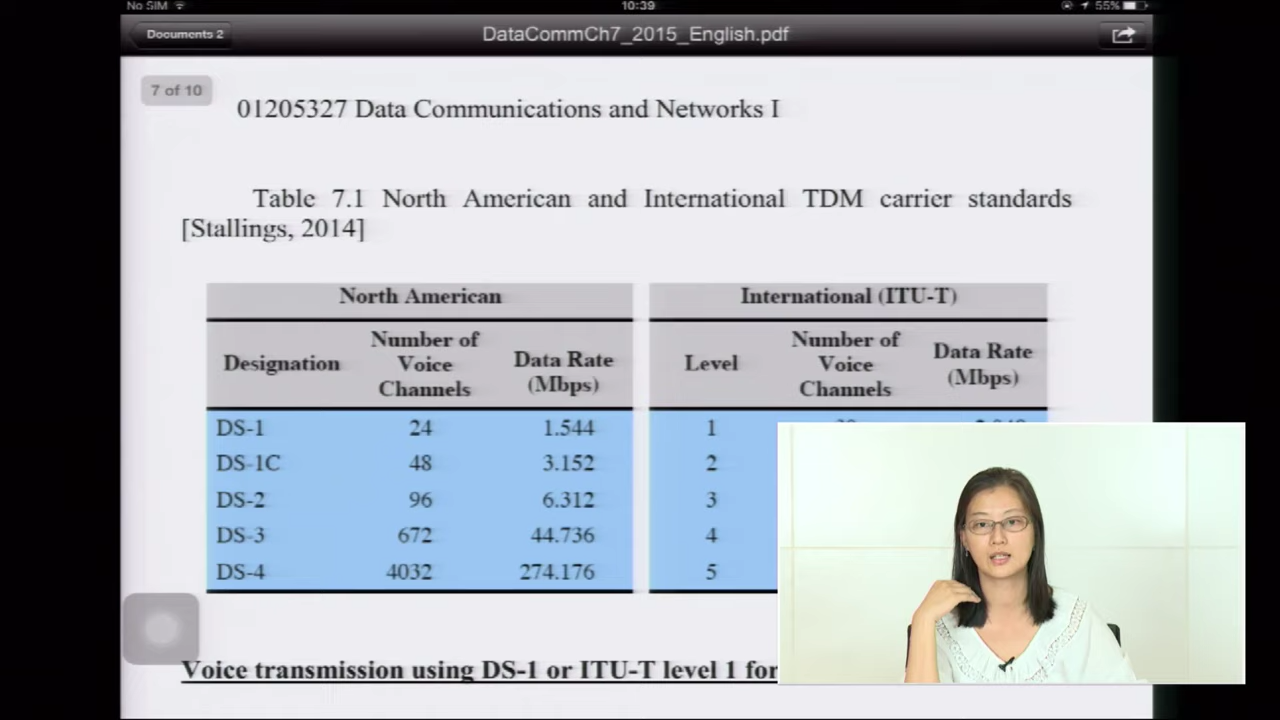 No SIM 10:39 55%
Documents 2 DataCommCh7_2015_English.pdf
7 of 10
01205327 Data Communications and Networks I
Table 7.1 North American and International TDM carrier standards
[Stallings, 2014]
North American International (ITU-T)
Designation Number of Voice Channels Data Rate (Mbps) Level Number of Voice Channels Data Rate (Mbps)
DS-1 24 1.544 1
DS-1C 48 3.152 2
DS-2 96 6.312 3
DS-3 672 44.736 4
DS-4 4032 274.176 5
Voice transmission using DS-1 or ITU-T level 1 for